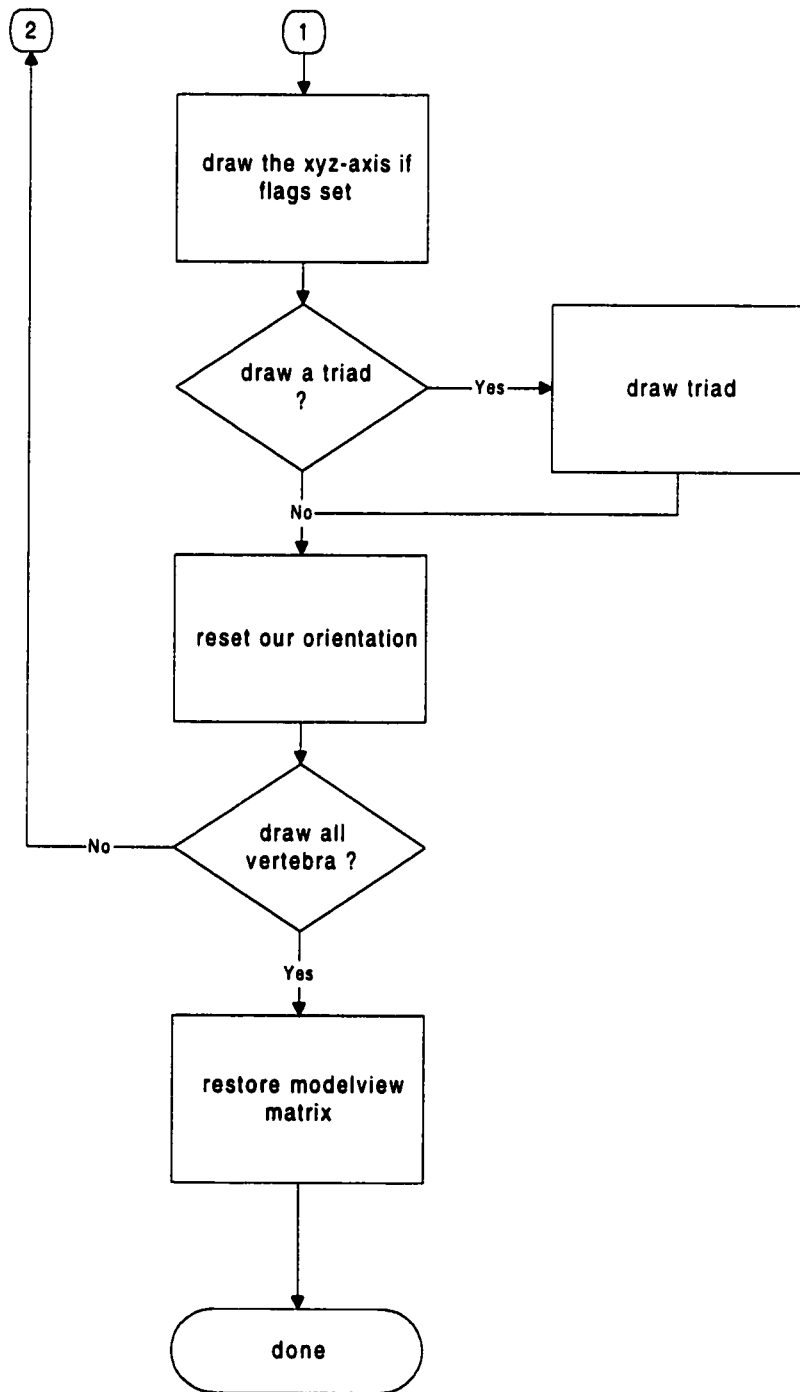 2
1
draw the xyz-axis if
flags set
draw a triad
?
Yes
draw triad
No
reset our orientation
draw all
vertebra ?
No
Yes
restore modelview
matrix
done